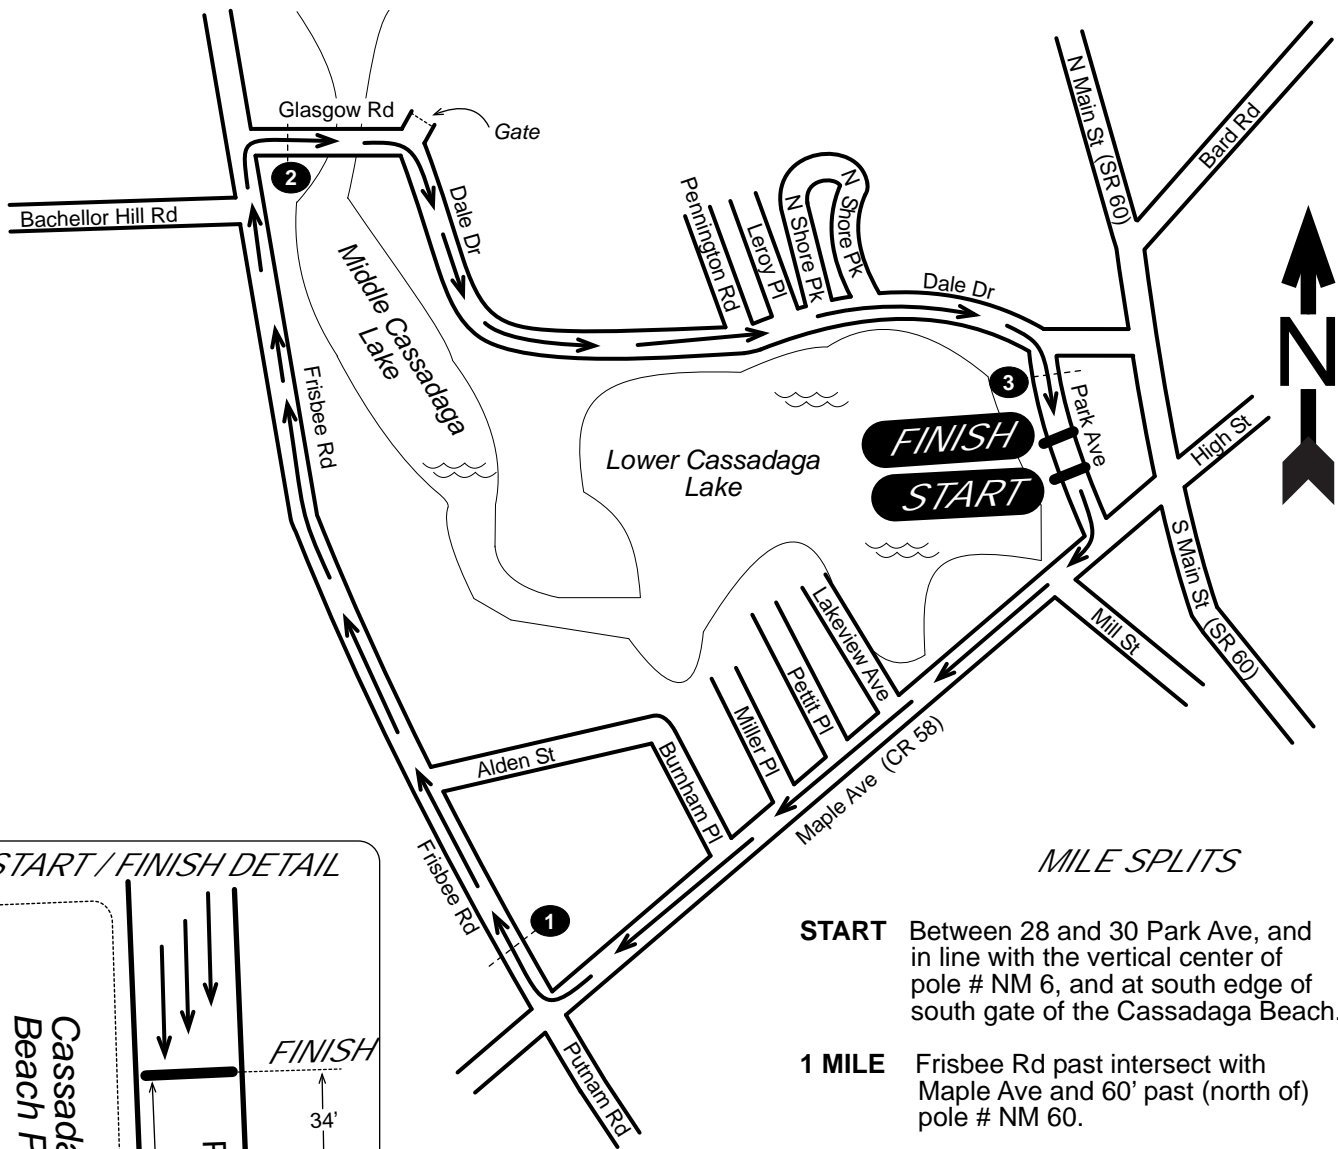 Glasgow Rd
Gate
2
Bachellor Hill Rd
Dale Dr
Middle Cassadaga
Lake
Frisbee Rd
Pennington Rd
Leroy Pl
N Shore Pk
N Shore Pk
Dale Dr
N Main St (SR 60)
Bard Rd
N
3
Park Ave
FINISH
START
High St
Lower Cassadaga
Lake
S Main St (SR 60)
Mill St
Lakeview Ave
Pettit Pl
Miller Pl
Burnham Pl
Alden St
Maple Ave (CR 58)
Frisbee Rd
1
Putnam Rd
START / FINISH DETAIL
FINISH
34'
Beach
MILE SPLITS
START Between 28 and 30 Park Ave, and
in line with the vertical center of
pole # NM 6, and at south edge of
south gate of the Cassadaga Beach.
1 MILE Frisbee Rd past intersect with
Maple Ave and 60' past (north of)
pole # NM 60.